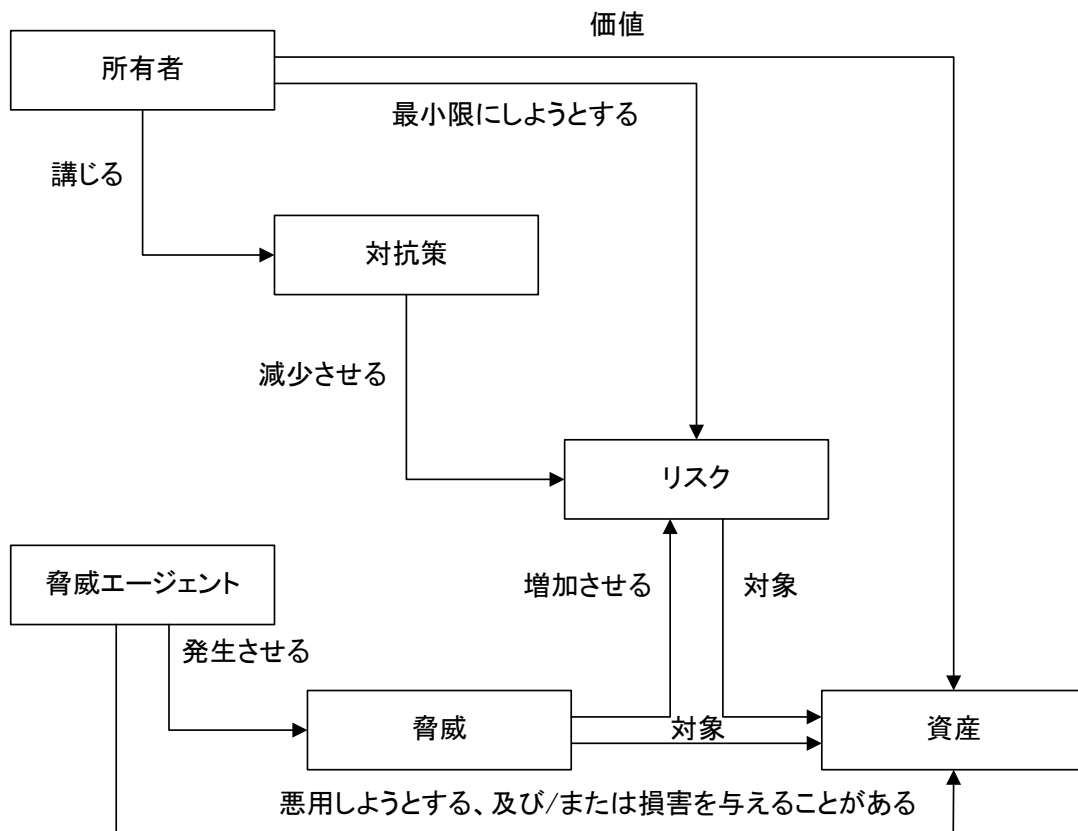 価値
所有者
最小限にしようとする
講じる
対抗策
減少させる
リスク
脅威エージェント
増加させる
対象
発生させる
脅威
対象
資産
悪用しようとする、及び/または損害を与えることがある